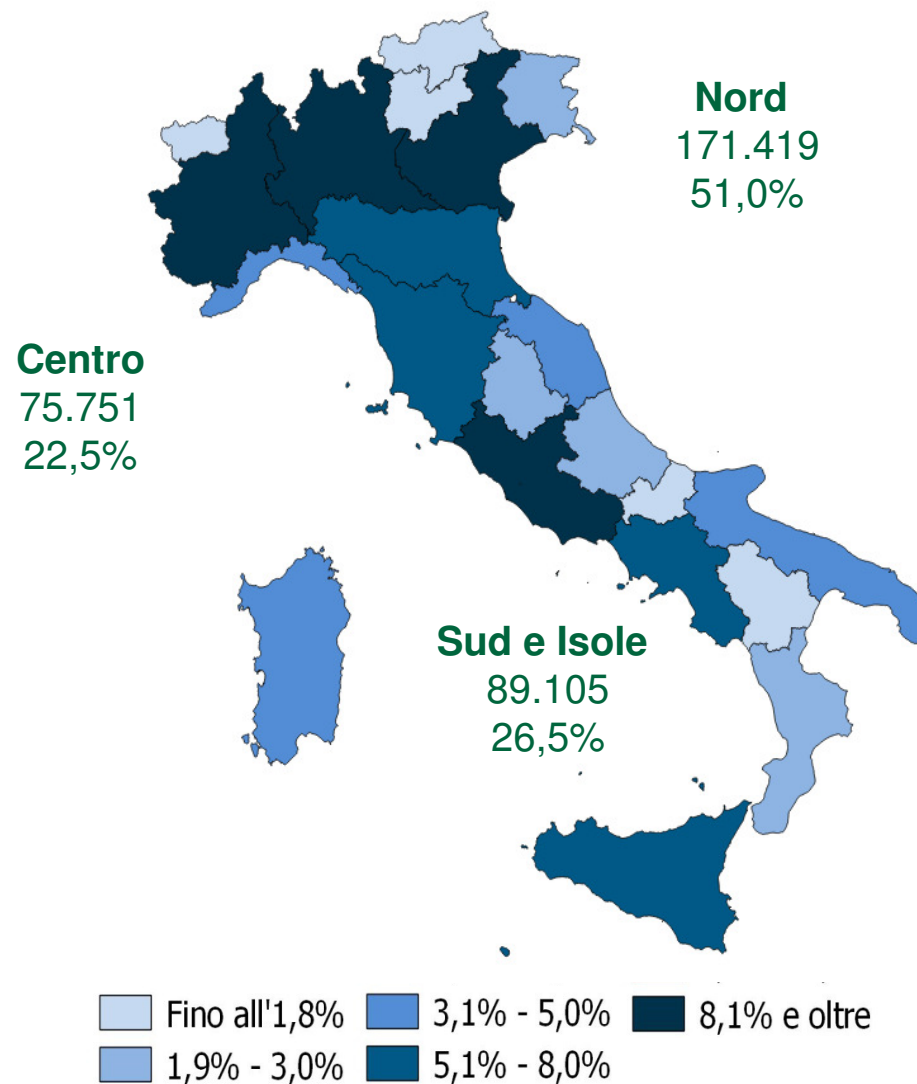 Nord
171.419
51,0%
Centro
75.751
22,5%
Sud e Isole
89.105
26,5%
Fino all'1,8%
3,1% - 5,0%
8,1% e oltre
1,9% - 3,0%
5,1% - 8,0%